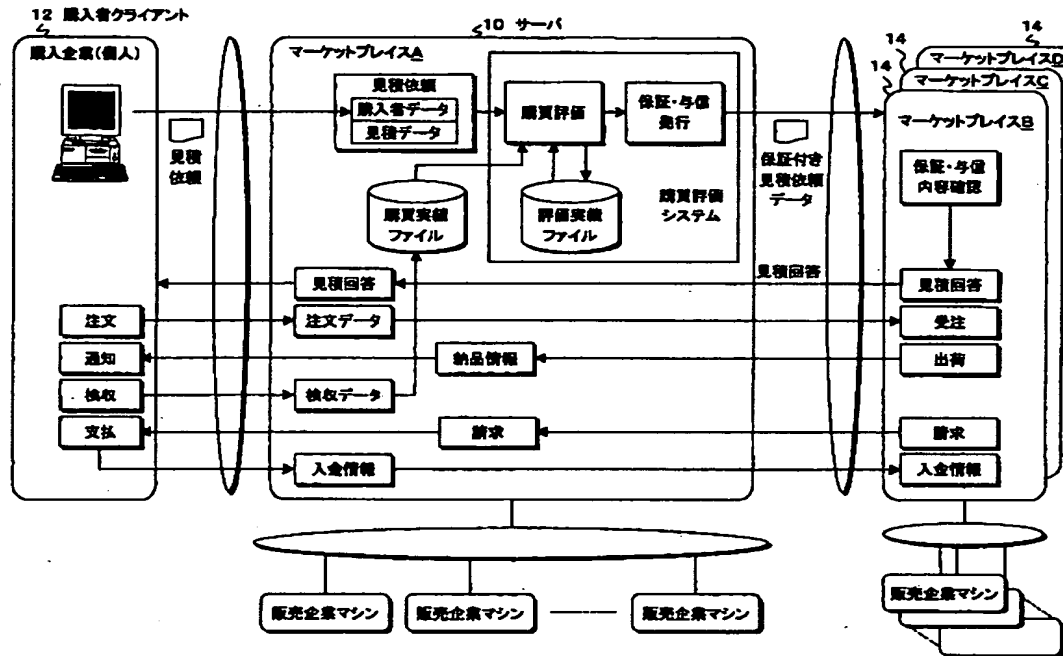 12 購入者クライアント
購入企業(個人)
10 サーバ
マーケットプレイスA
見積依頼
購入者データ
見積データ
購買評価
保証・与信
発行
購買実績
ファイル
評価実績
ファイル
購買評価
システム
見積
依頼
保証付き
見積依頼
データ
14
14
14
マーケットプレイスD
マーケットプレイスC
マーケットプレイスB
保証・与信
内容確認
見積回答
見積回答
見積回答
注文
注文データ
受注
通知
納品情報
出荷
検収
検収データ
支払
請求
請求
入金情報
入金情報
販売企業マシン
販売企業マシン
販売企業マシン
販売企業マシン